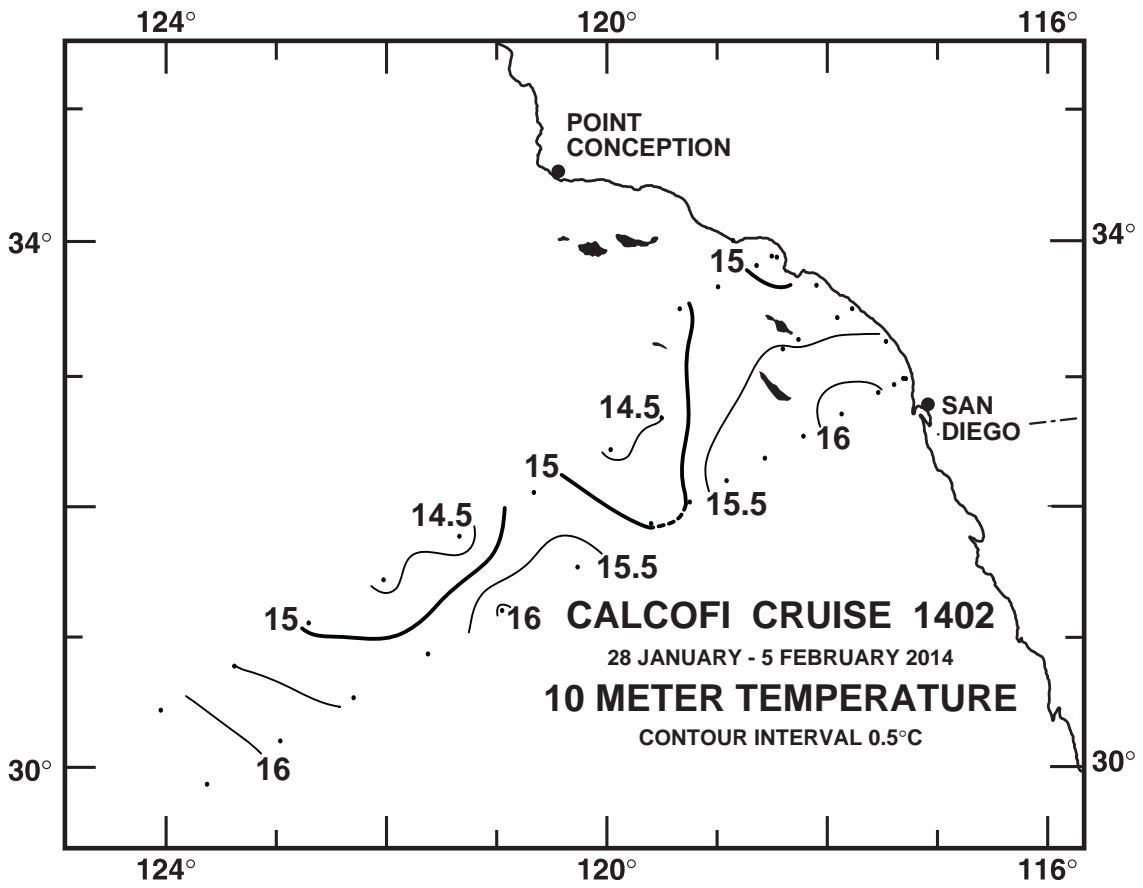 124° 120° 116°
POINT
CONCEPTION
34° 34°
15
14.5
SAN
DIEGO
16
15
15.5
14.5
15.5
16
15
CALCOFI CRUISE 1402
28 JANUARY - 5 FEBRUARY 2014
10 METER TEMPERATURE
CONTOUR INTERVAL 0.5°C
16
30° 30°
124° 120° 116°